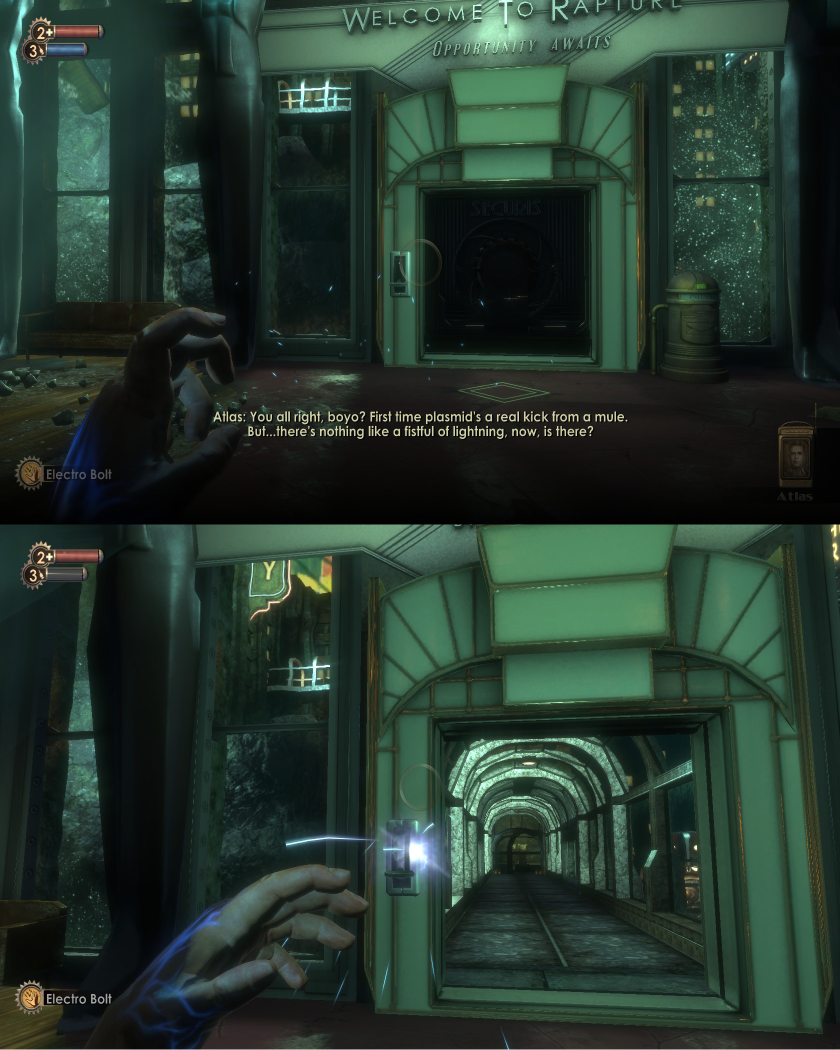 WELCOME TO RAPTURE
OPPORTUNITY AWAITS
2+
3
SECURIS
Atlas: You all right, boyo? First time plasmid's a real kick from a mule.
But...there's nothing like a fistful of lightning, now, is there?
Electro Bolt
Atlas
2+
3
Y
Electro Bolt